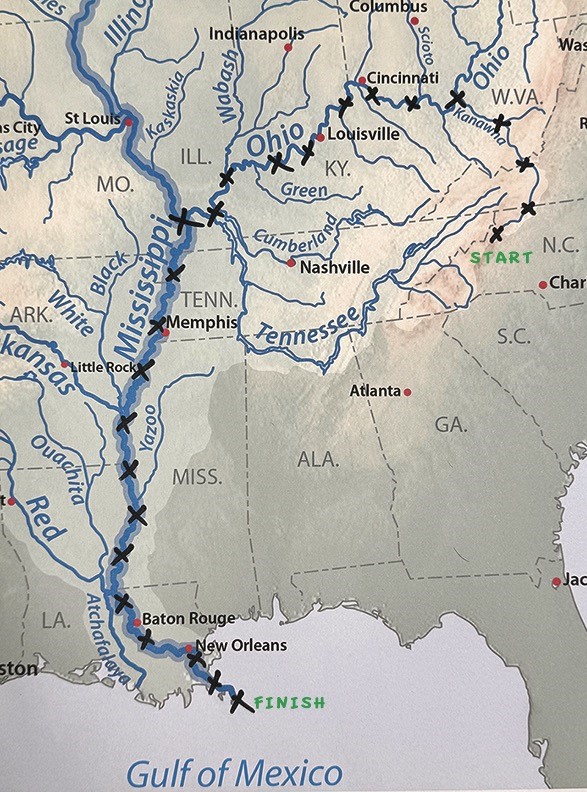 Columbus
Illino
Indianapolis
Wabash
Scioto
Ohio
Was
Cincinnati
W.VA.
Kaskaskia
St Louis
Kanawha
as City
sage
Ohio
Louisville
ILL.
KY.
MO.
Green
Mississippi
Cumberland
N.C.
START
Black
Nashville
Char
White
TENN.
ARK.
Memphis
Tennessee
S.C.
kansas
Little Rock
Atlanta
Yazoo
GA.
Ouachita
ALA.
MISS.
t
Red
Jac
Atchafalaya
LA.
Baton Rouge
New Orleans
ston
FINISH
Gulf of Mexico